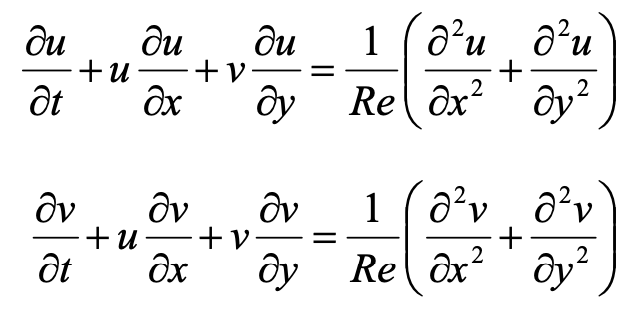 ∂u/∂t + u ∂u/∂x + v ∂u/∂y = 1/Re (∂²u/∂x² + ∂²u/∂y²)
∂v/∂t + u ∂v/∂x + v ∂v/∂y = 1/Re (∂²v/∂x² + ∂²v/∂y²)